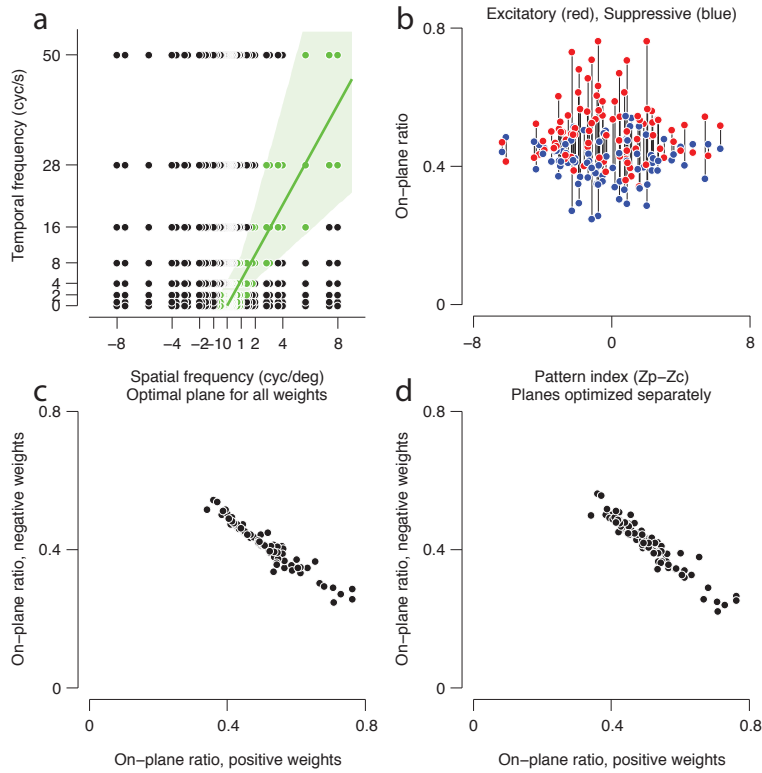 a
Temporal frequency (cyc/s)
50
28
16
8
4
2
0
−8
−4
−2
−1
0
1
2
4
8
Spatial frequency (cyc/deg)
b
Excitatory (red), Suppressive (blue)
On−plane ratio
0.8
0.4
0
−8
0
8
Pattern index (Zp−Zc)
c
Optimal plane for all weights
On−plane ratio, negative weights
0.8
0.4
0
0
0.4
0.8
On−plane ratio, positive weights
d
Planes optimized separately
On−plane ratio, negative weights
0.8
0.4
0
0
0.4
0.8
On−plane ratio, positive weights